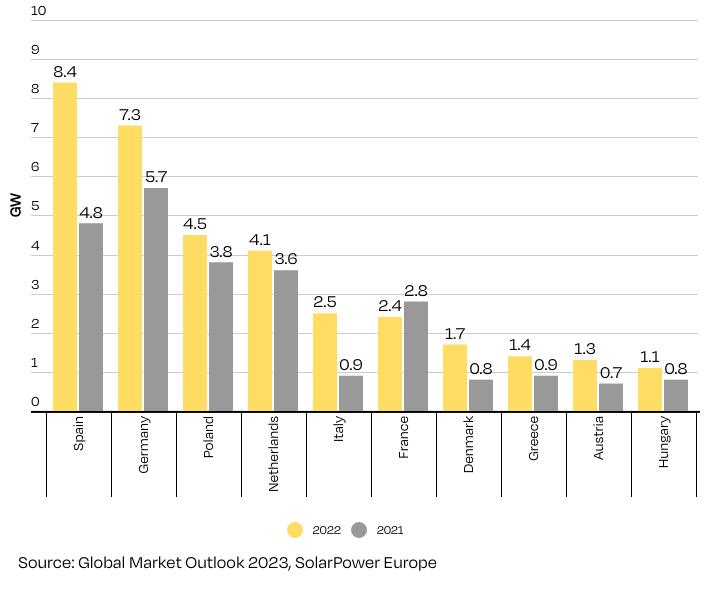 10
9
8.4
8
7.3
7
6
5.7
GW
5
4.8
4.5
4.1
4
3.8
3.6
3
2.8
2.5
2.4
2
1.7
1.4
1.3
1.1
1
0.9
0.8
0.9
0.7
0.8
0
Spain
Germany
Poland
Netherlands
Italy
France
Denmark
Greece
Austria
Hungary
2022 2021
Source: Global Market Outlook 2023, SolarPower Europe